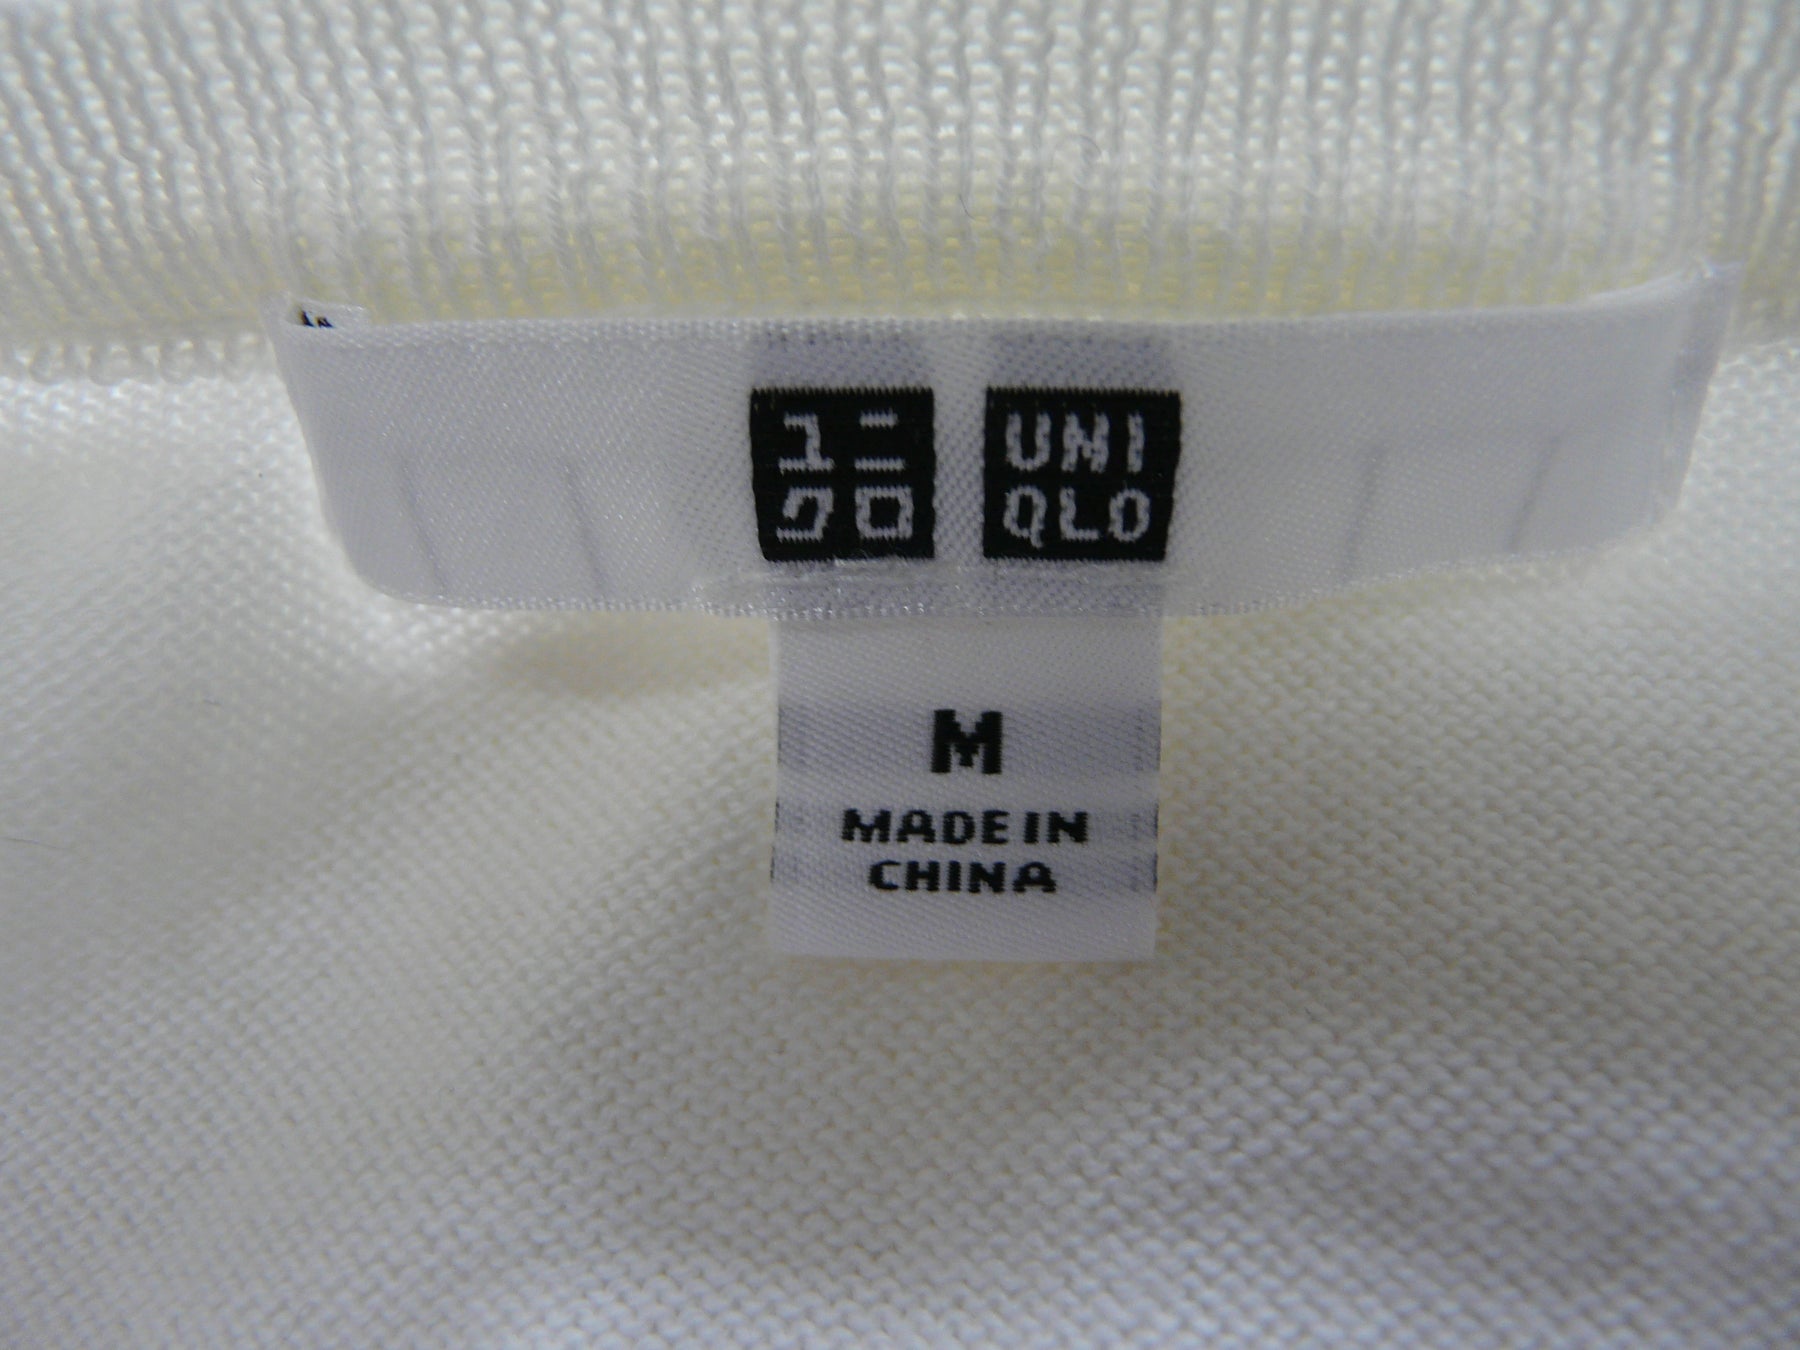 ユニ
クロ
UNI
QLO
M
MADE IN
CHINA